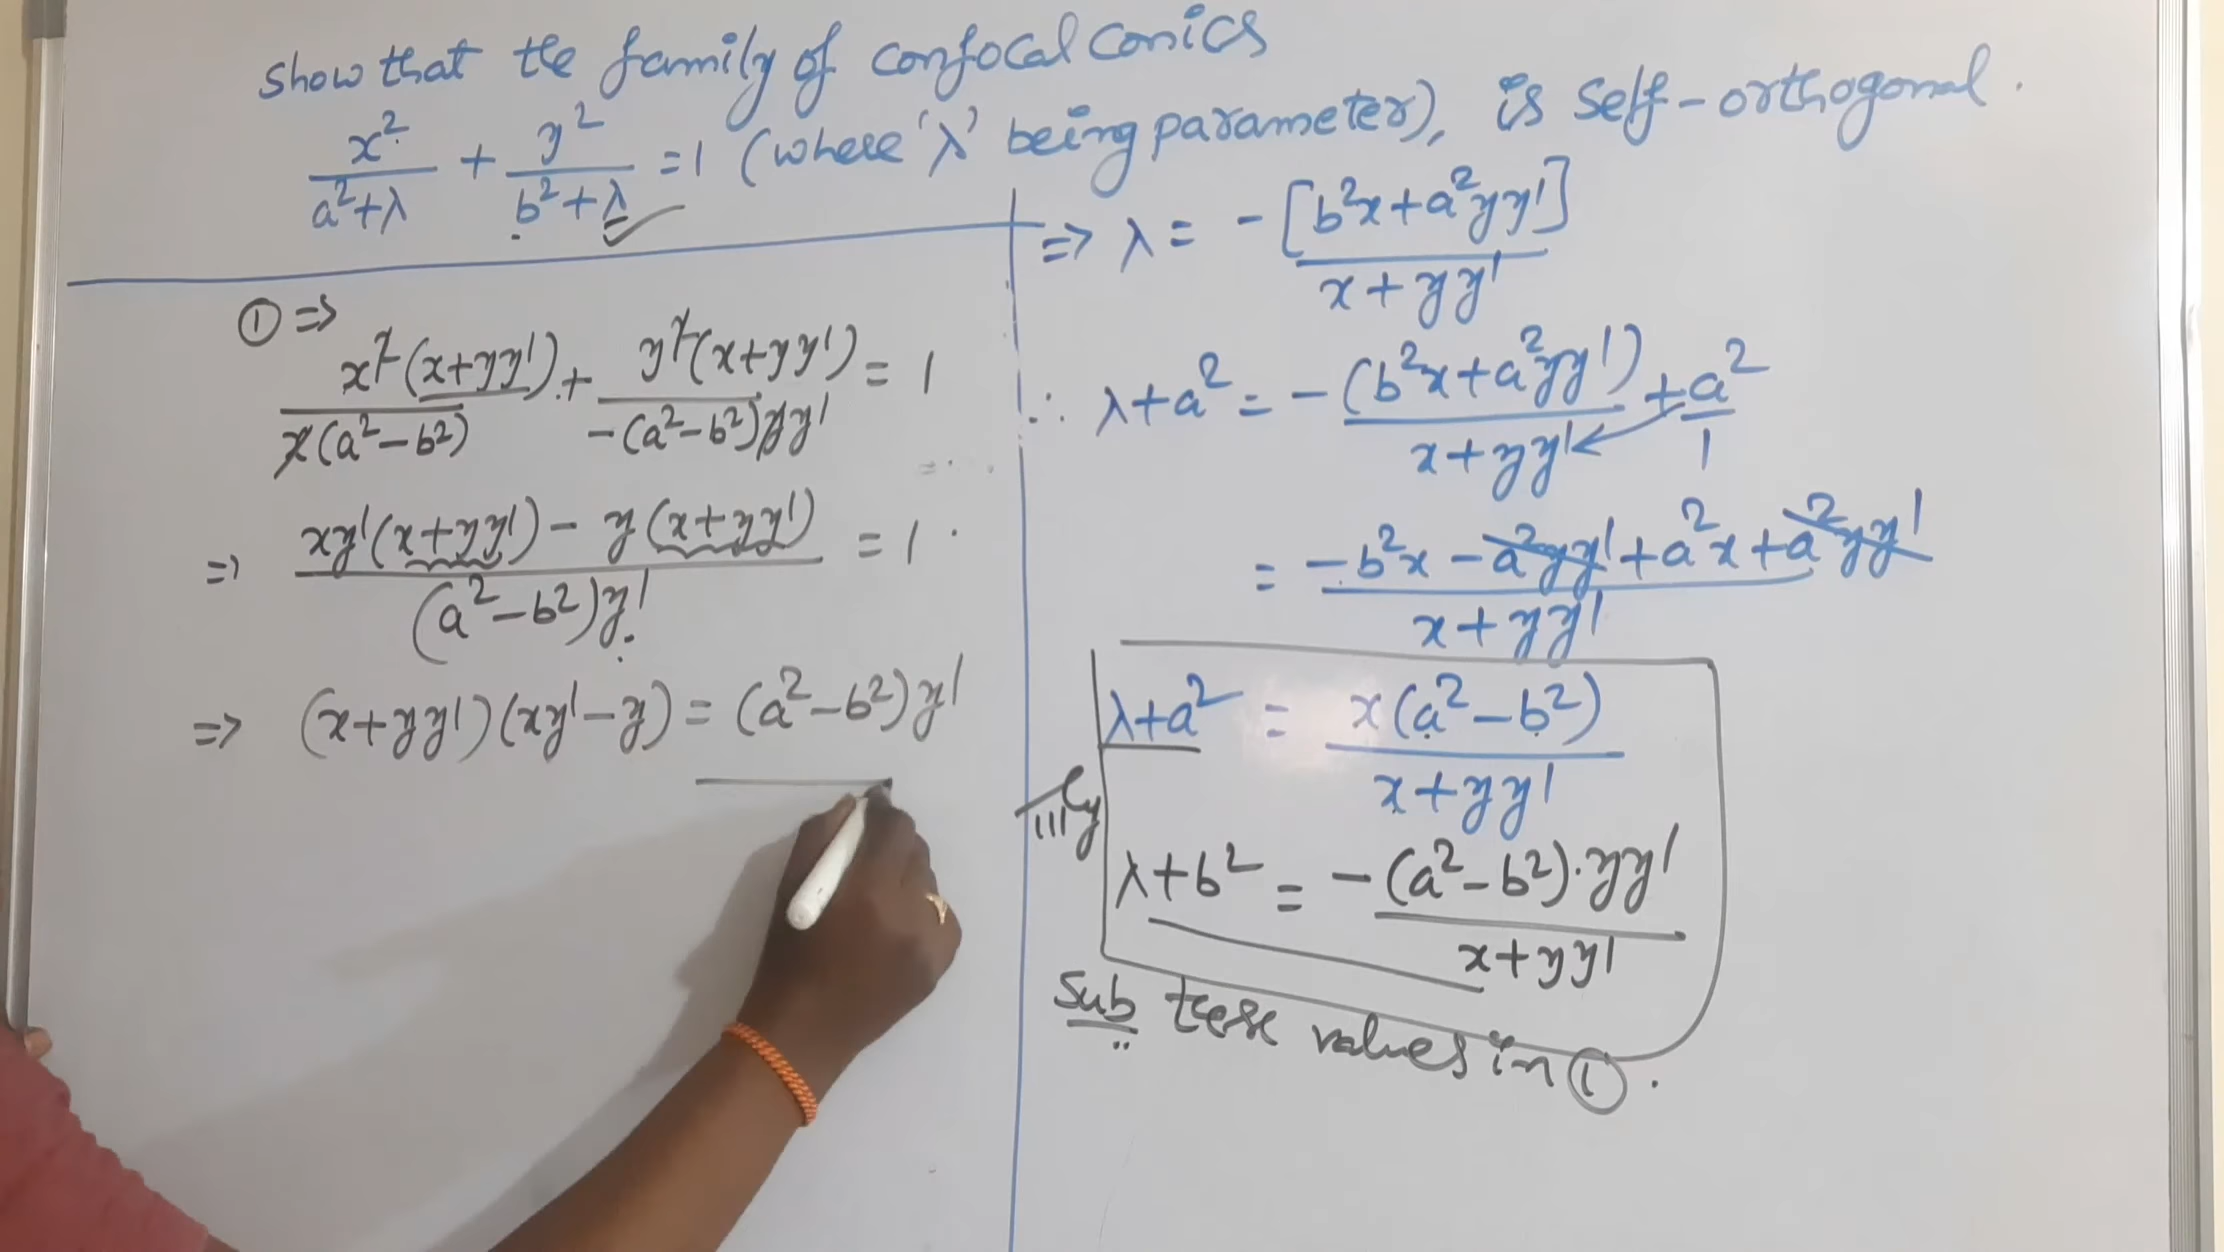 show that the family of confocal conics
x²/(a²+λ) + y²/(b²+λ) = 1 (where 'λ' being parameter), is self-orthogonal.
① ⇒
x²(x+yy')/x(a²-b²) + y²(x+yy')/-(a²-b²)yy' = 1
⇒ xy'(x+yy') - y(x+yy')/(a²-b²)y' = 1.
⇒ (x+yy')(xy'-y) = (a²-b²)y'
⇒ λ = -[b²x+a²yy']/x+yy'
∴ λ+a² = -(b²x+a²yy')/x+yy' + a²/1
= -b²x - a²yy' + a²x + a²yy'/x+yy'
λ+a² = x(a²-b²)/x+yy'
|||ly λ+b² = -(a²-b²).yy'/x+yy'
Sub these values in ①.